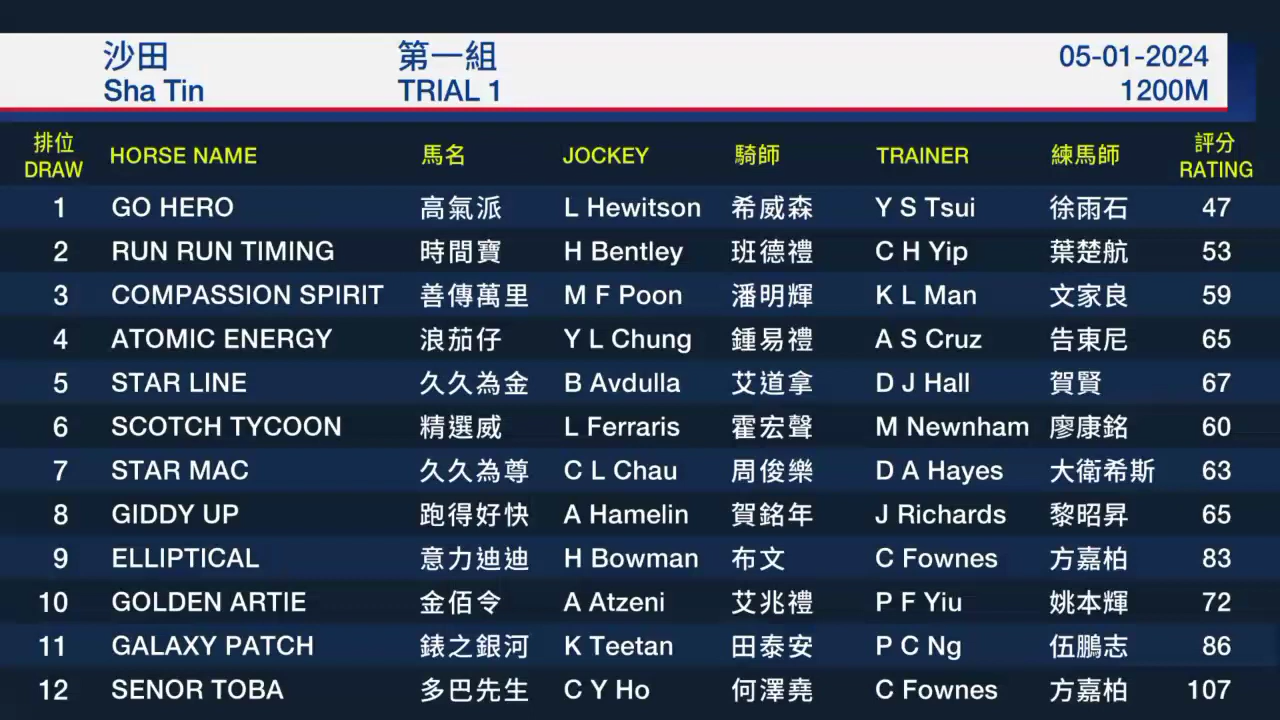 沙田 第一組 05-01-2024
Sha Tin TRIAL 1 1200M
排位 評分
DRAW HORSE NAME 馬名 JOCKEY 騎師 TRAINER 練馬師 RATING
1 GO HERO 高氣派 L Hewitson 希威森 Y S Tsui 徐雨石 47
2 RUN RUN TIMING 時間寶 H Bentley 班德禮 C H Yip 葉楚航 53
3 COMPASSION SPIRIT 善傳萬里 M F Poon 潘明輝 K L Man 文家良 59
4 ATOMIC ENERGY 浪茄仔 Y L Chung 鍾易禮 A S Cruz 告東尼 65
5 STAR LINE 久久為金 B Avdulla 艾道拿 D J Hall 賀賢 67
6 SCOTCH TYCOON 精選威 L Ferraris 霍宏聲 M Newnham 廖康銘 60
7 STAR MAC 久久為尊 C L Chau 周俊樂 D A Hayes 大衛希斯 63
8 GIDDY UP 跑得好快 A Hamelin 賀銘年 J Richards 黎昭昇 65
9 ELLIPTICAL 意力迪迪 H Bowman 布文 C Fownes 方嘉柏 83
10 GOLDEN ARTIE 金佰令 A Atzeni 艾兆禮 P F Yiu 姚本輝 72
11 GALAXY PATCH 錶之銀河 K Teetan 田泰安 P C Ng 伍鵬志 86
12 SENOR TOBA 多巴先生 C Y Ho 何澤堯 C Fownes 方嘉柏 107